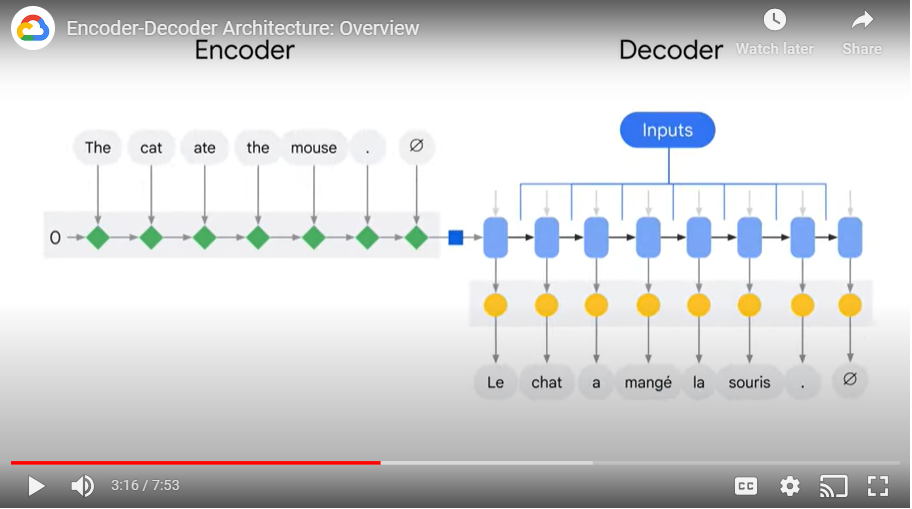 Encoder-Decoder Architecture: Overview
Watch later
Share
Encoder
Decoder
Inputs
The cat ate the mouse . ∅
O
Le chat a mangé la souris . ∅
3:16 / 7:53
CC